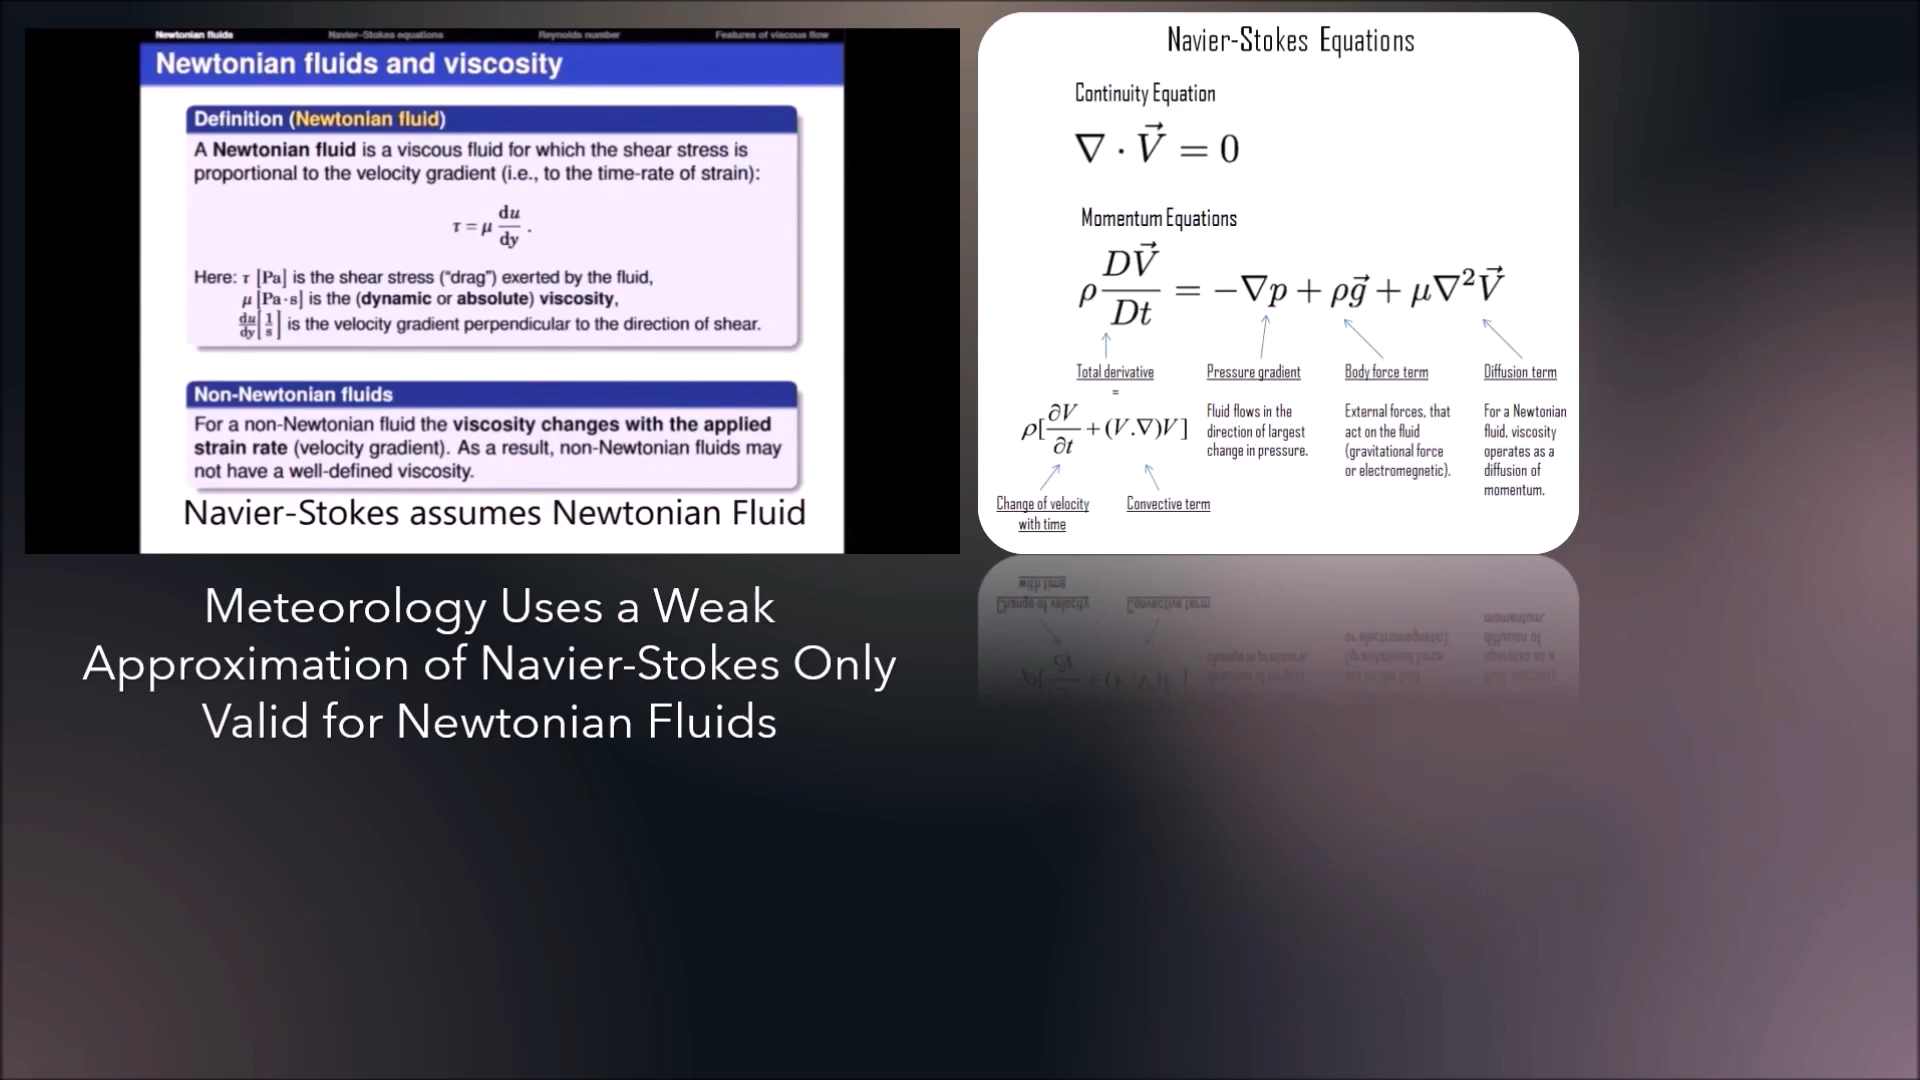 Newtonian fluids Navier–Stokes equations Reynolds number Features of viscous flow
Newtonian fluids and viscosity
Definition (Newtonian fluid)
A Newtonian fluid is a viscous fluid for which the shear stress is
proportional to the velocity gradient (i.e., to the time-rate of strain):
τ = μ du/dy .
Here: τ [Pa] is the shear stress (“drag”) exerted by the fluid,
μ [Pa·s] is the (dynamic or absolute) viscosity,
du/dy [1/s] is the velocity gradient perpendicular to the direction of shear.
Non-Newtonian fluids
For a non-Newtonian fluid the viscosity changes with the applied
strain rate (velocity gradient). As a result, non-Newtonian fluids may
not have a well-defined viscosity.
Navier-Stokes assumes Newtonian Fluid
Meteorology Uses a Weak
Approximation of Navier-Stokes Only
Valid for Newtonian Fluids
Navier-Stokes Equations
Continuity Equation
∇ · V⃗ = 0
Momentum Equations
ρ DV⃗/Dt = −∇p + ρg⃗ + μ∇²V⃗
Total derivative
=
ρ[∂V/∂t + (V.∇)V]
Change of velocity
with time
Convective term
Pressure gradient
Fluid flows in the
direction of largest
change in pressure.
Body force term
External forces, that
act on the fluid
(gravitational force
or electromegnetic).
Diffusion term
For a Newtonian
fluid, viscosity
operates as a
diffusion of
momentum.